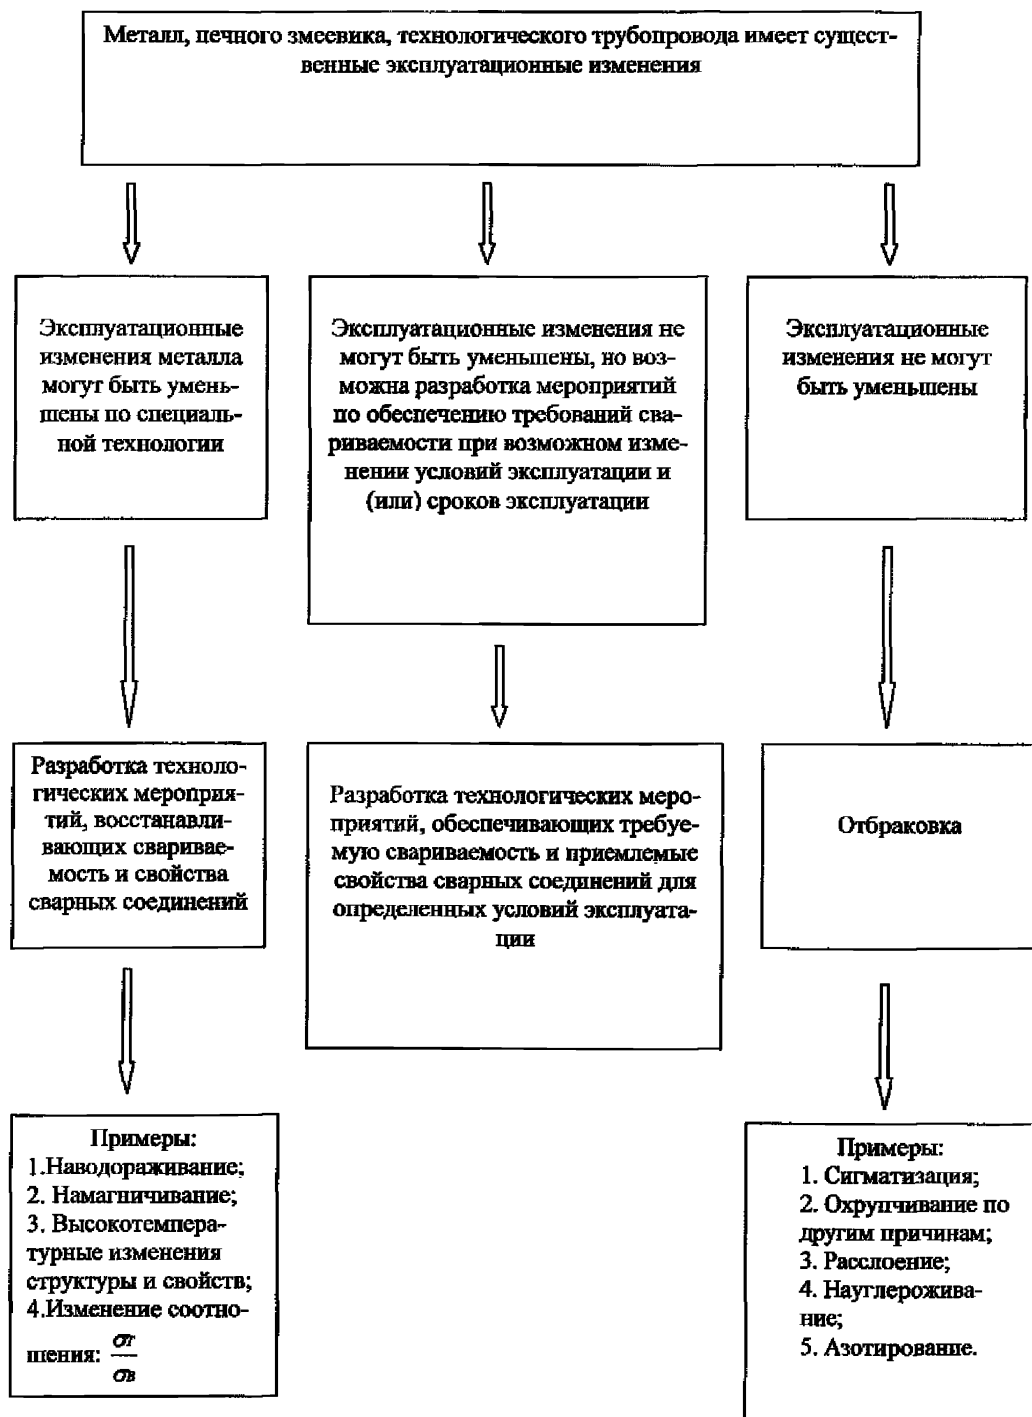 Металл, печного змеевика, технологического трубопровода имеет сущест-
венные эксплуатационные изменения
Эксплуатационные
изменения металла
могут быть умень-
шены по специаль-
ной технологии
Эксплуатационные изменения не
могут быть уменьшены, но воз-
можна разработка мероприятий
по обеспечению требований сва-
риваемости при возможном изме-
нении условий эксплуатации и
(или) сроков эксплуатации
Эксплуатационные
изменения не могут
быть уменьшены
Разработка техноло-
гических мероприя-
тий, восстанавли-
вающих свариваe-
мость и свойства
сварных соединений
Разработка технологических меро-
приятий, обеспечивающих требуе-
мую свариваемость и приемлемые
свойства сварных соединений для
определенных условий эксплуата-
ции
Отбраковка
Примеры:
1.Наводораживание;
2. Намагничивание;
3. Высокотемпера-
турные изменения
структуры и свойств;
4.Изменение соотно-
шения: σт/σв
Примеры:
1. Сигматизация;
2. Охрупчивание по
другим причинам;
3. Расслоение;
4. Науглерожива-
ние;
5. Азотирование.